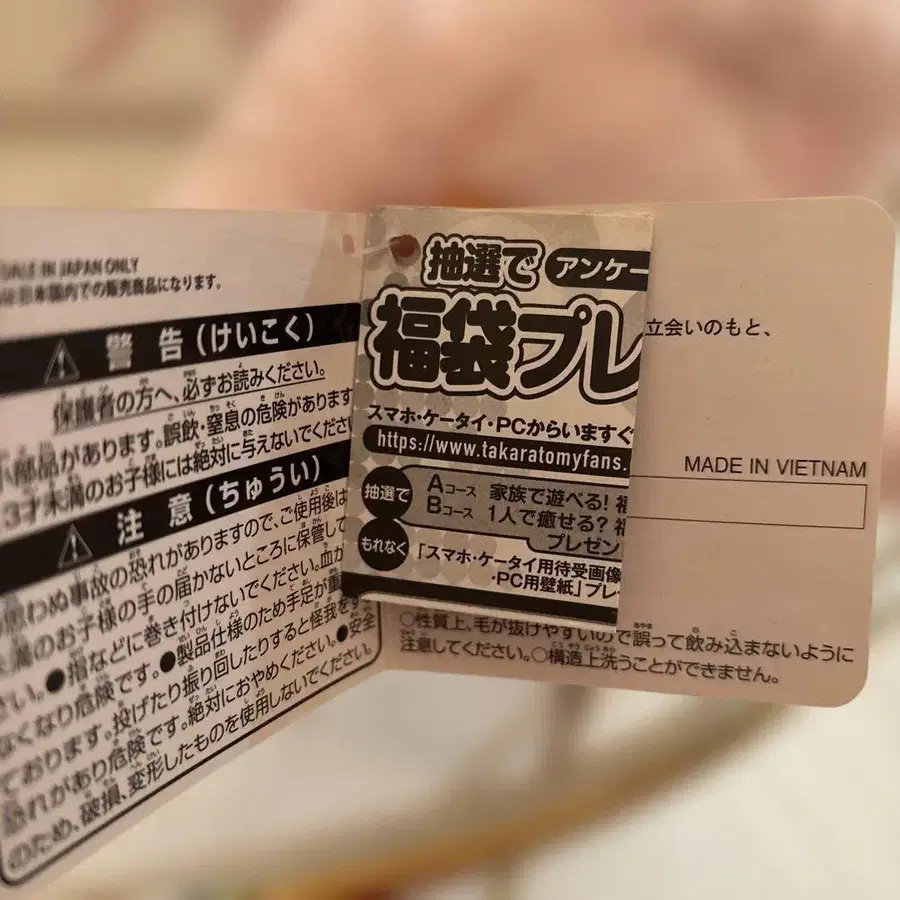 SALE IN JAPAN ONLY
日本国内での販売商品になります。
警告(けいこく)
保護者の方へ、必ずお読みください。
小部品があります。誤飲・窒息の危険があります
3才未満のお子様には絶対に与えないでください
注意(ちゅうい)
思わぬ事故の恐れがありますので、ご使用後は
満のお子様の手の届かないところに保管して
さい。●指などに巻き付けないでください。血が
なくなり危険です。●製品仕様のため手足が重
ております。投げたり振り回したりすると怪我をす
恐れがあり危険です。絶対におやめください。●安全
のため、破損、変形したものを使用しないでください。
抽選で アンケー
福袋プレ
スマホ・ケータイ・PCからいますぐ
https://www.takaratomyfans.
抽選で Aコース 家族で遊べる! 福
Bコース 1人で癒せる? 福
プレゼン
もれなく 「スマホ・ケータイ用待受画像
・PC用壁紙」プレ
立会いのもと、
MADE IN VIETNAM
○性質上、毛が抜けやすいので誤って飲み込まないように
注意してください。○構造上洗うことができません。